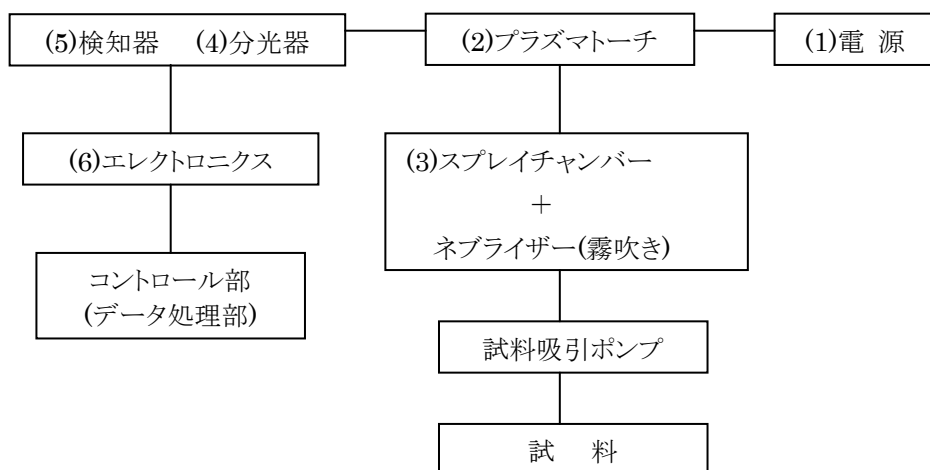 (5)検知器 (4)分光器
(2)プラズマトーチ
(1)電 源
(6)エレクトロニクス
(3)スプレイチャンバー
+
ネブライザー(霧吹き)
コントロール部
(データ処理部)
試料吸引ポンプ
試 料